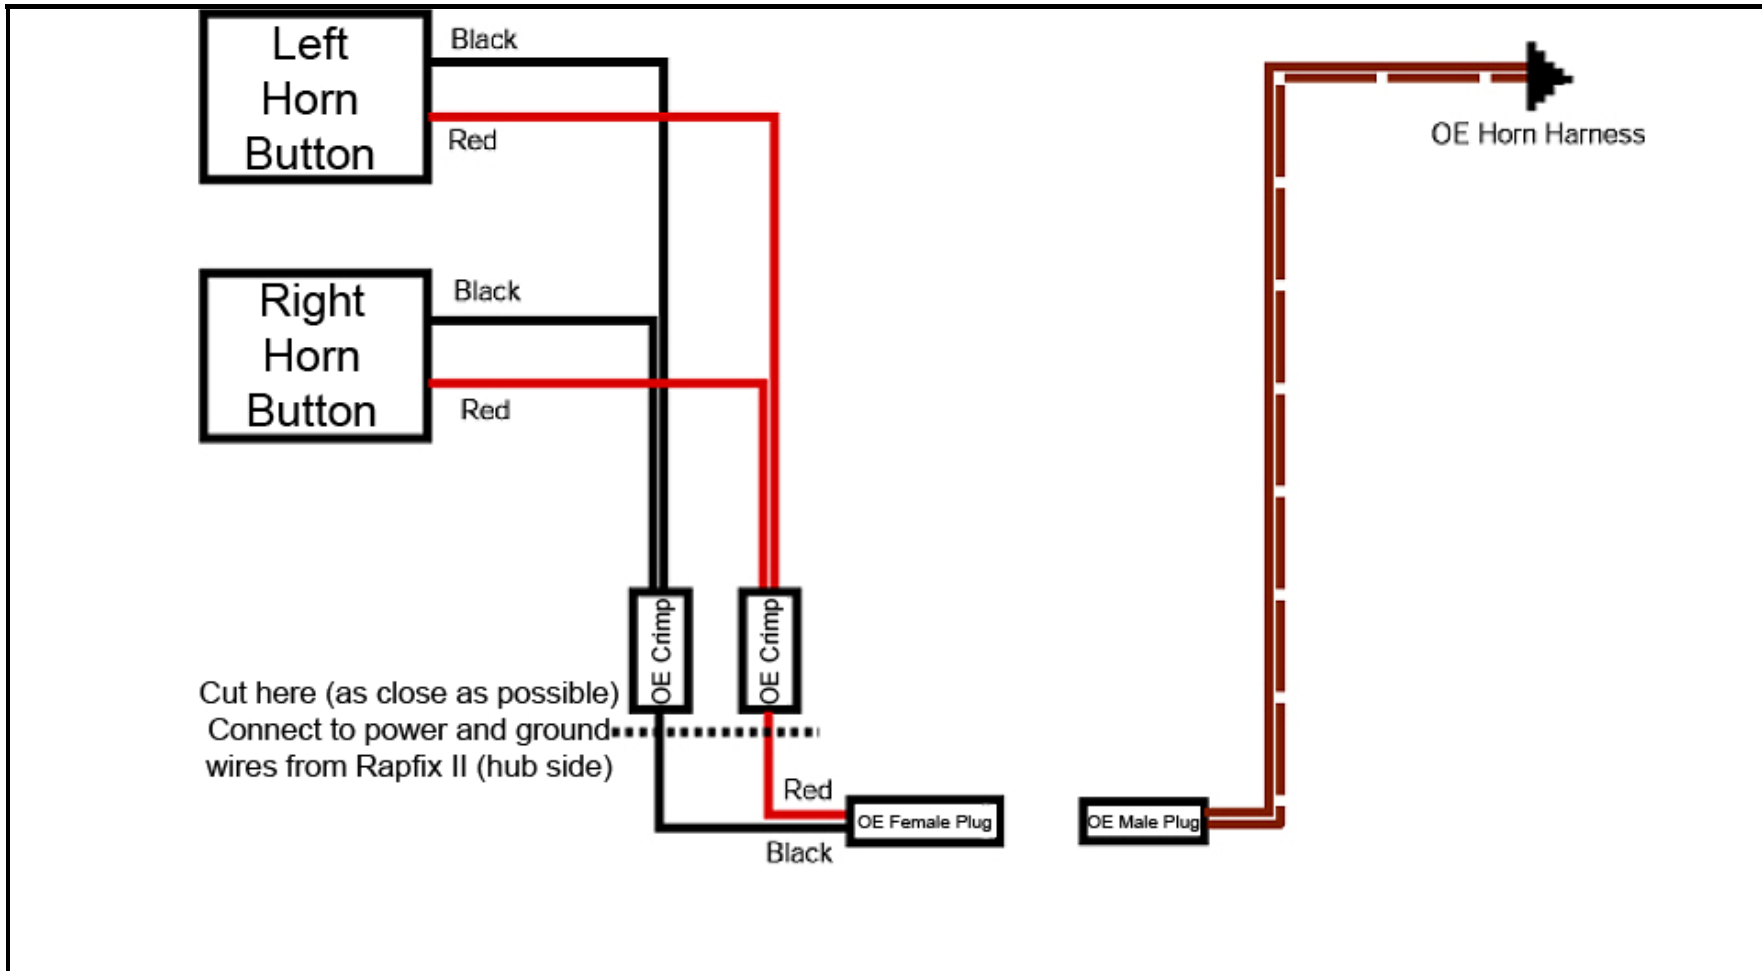 Left
Horn
Button
Black
Red
OE Horn Harness
Right
Horn
Button
Black
Red
OE Crimp
OE Crimp
Cut here (as close as possible)
Connect to power and ground
wires from Rapfix II (hub side)
Red
OE Female Plug
OE Male Plug
Black